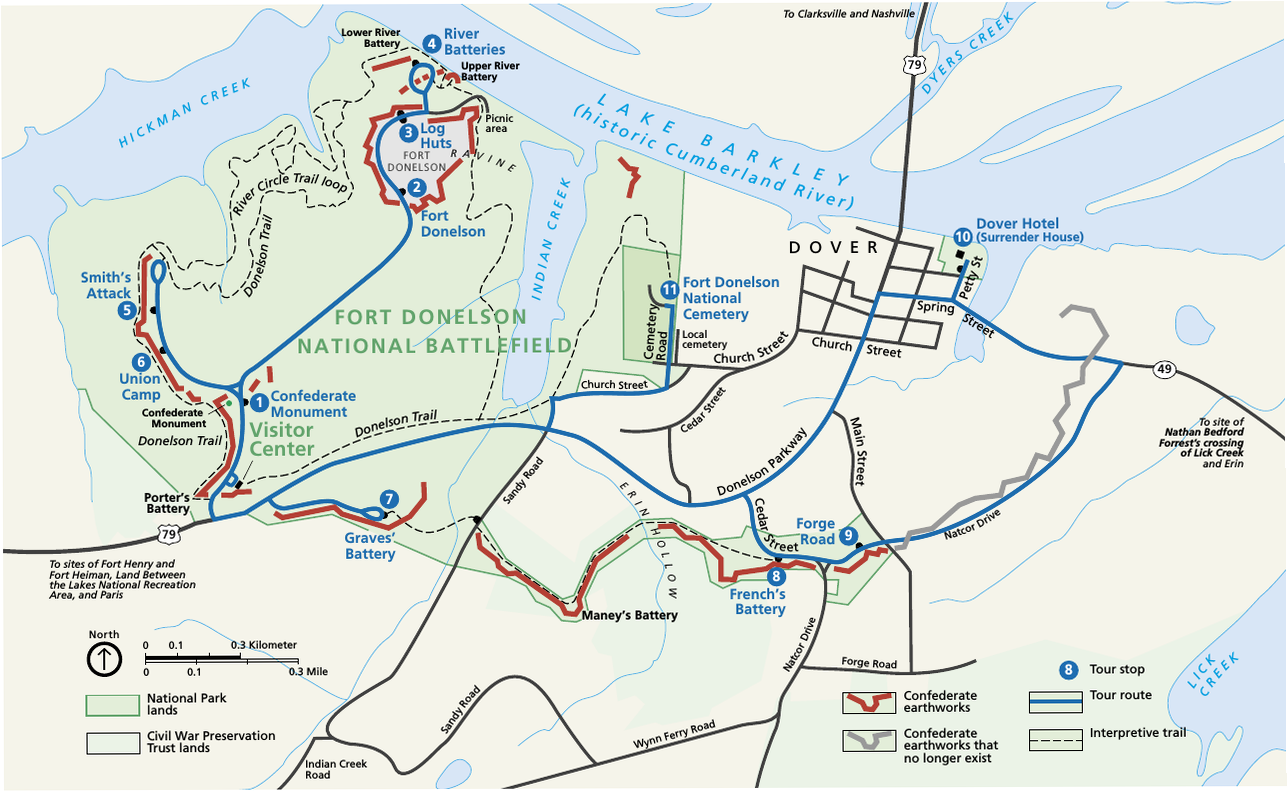 To Clarksville and Nashville
79
DYERS CREEK
HICKMAN CREEK
Lower River
Battery
4
River
Batteries
Upper River
Battery
LAKE BARKLEY
(historic Cumberland River)
Picnic
area
3
Log
Huts
FORT
DONELSON
RAVINE
2
Fort
Donelson
River Circle Trail loop
Donelson Trail
INDIAN CREEK
DOVER
10
Dover Hotel
(Surrender House)
Petty St
Spring
Street
Smith's
Attack
5
11
Fort Donelson
National
Cemetery
Cemetery
Road
Local
cemetery
Church Street
Church Street
FORT DONELSON
NATIONAL BATTLEFIELD
6
Union
Camp
49
Church Street
Cedar Street
1
Confederate
Monument
Confederate
Monument
Visitor
Center
Donelson Trail
Donelson Trail
Main Street
Donelson Parkway
To site of
Nathan Bedford
Forrest's crossing
of Lick Creek
and Erin
Sandy Road
ERIN HOLLOW
Porter's
Battery
79
7
Graves'
Battery
Cedar
Street
Forge
Road
9
Natcor Drive
To sites of Fort Henry and
Fort Heiman, Land Between
the Lakes National Recreation
Area, and Paris
8
French's
Battery
Maney's Battery
Natcor Drive
Forge Road
LICK
CREEK
North
0 0.1 0.3 Kilometer
0 0.1 0.3 Mile
National Park
lands
Civil War Preservation
Trust lands
Sandy Road
Wynn Ferry Road
Indian Creek
Road
Confederate
earthworks
Confederate
earthworks that
no longer exist
8
Tour stop
Tour route
Interpretive trail